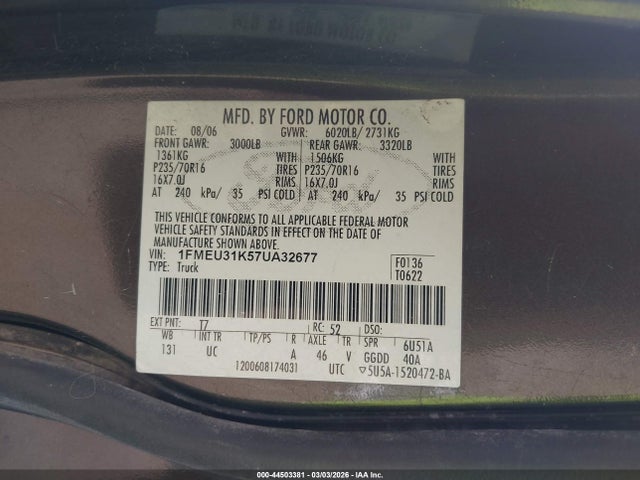 MFD. BY FORD MOTOR CO.
DATE: 08/06 GVWR: 6020LB/ 2731KG
FRONT GAWR: 3000LB REAR GAWR: 3320LB
1361KG WITH 1506KG WITH
P235/70R16 TIRES P235/70R16 TIRES
16X7.0J RIMS 16X7.0J RIMS
AT 240 kPa/ 35 PSI COLD AT 240 kPa/ 35 PSI COLD
THIS VEHICLE CONFORMS TO ALL APPLICABLE FEDERAL MOTOR
VEHICLE SAFETY STANDARDS IN EFFECT ON THE DATE OF
MANUFACTURE SHOWN ABOVE.
VIN: 1FMEU31K57UA32677 F0136
TYPE: Truck T0622
EXT PNT: T7 RC: 52 DSO:
WB INT TR TP/PS R AXLE TR SPR 6U51A
131 UC A 46 V GGDD 40A
1200608174031 UTC ▽5U5A-1520472-BA
Ford
© 44503381 - 03/03/2026 - IAA Inc.